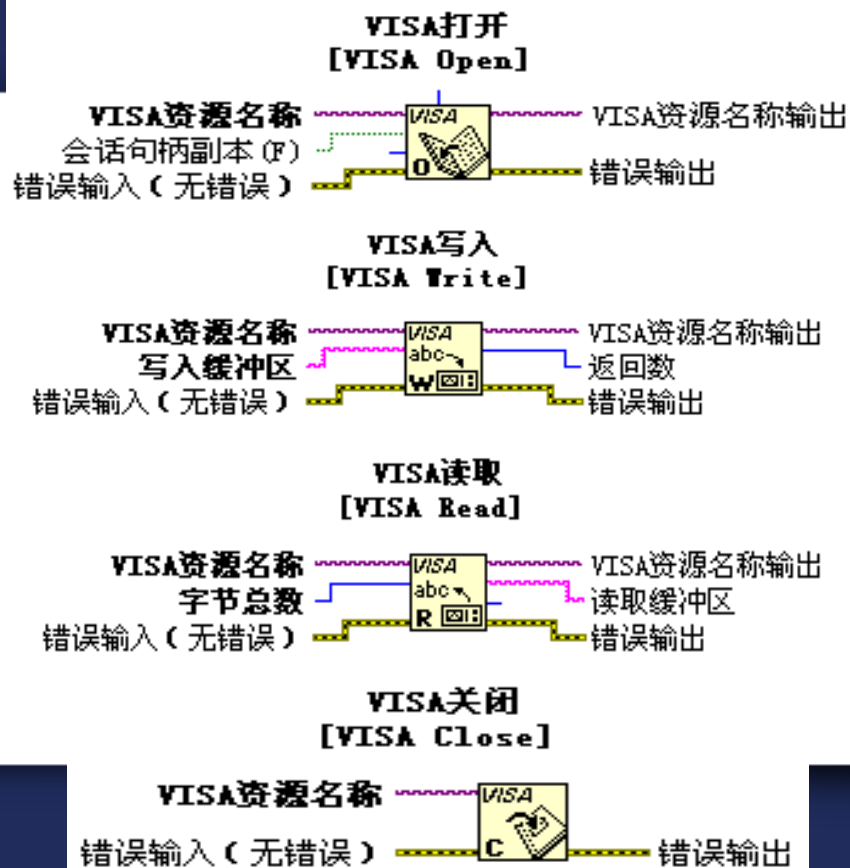 VISA打开
[VISA Open]
VISA资源名称 VISA VISA资源名称输出
会话句柄副本(F)
O
错误输入(无错误) 错误输出
VISA写入
[VISA Write]
VISA资源名称 VISA VISA资源名称输出
写入缓冲区 abc 返回数
错误输入(无错误) W 错误输出
VISA读取
[VISA Read]
VISA资源名称 VISA VISA资源名称输出
字节总数 abc 读取缓冲区
错误输入(无错误) R 错误输出
VISA关闭
[VISA Close]
VISA资源名称 VISA
错误输入(无错误) C 错误输出